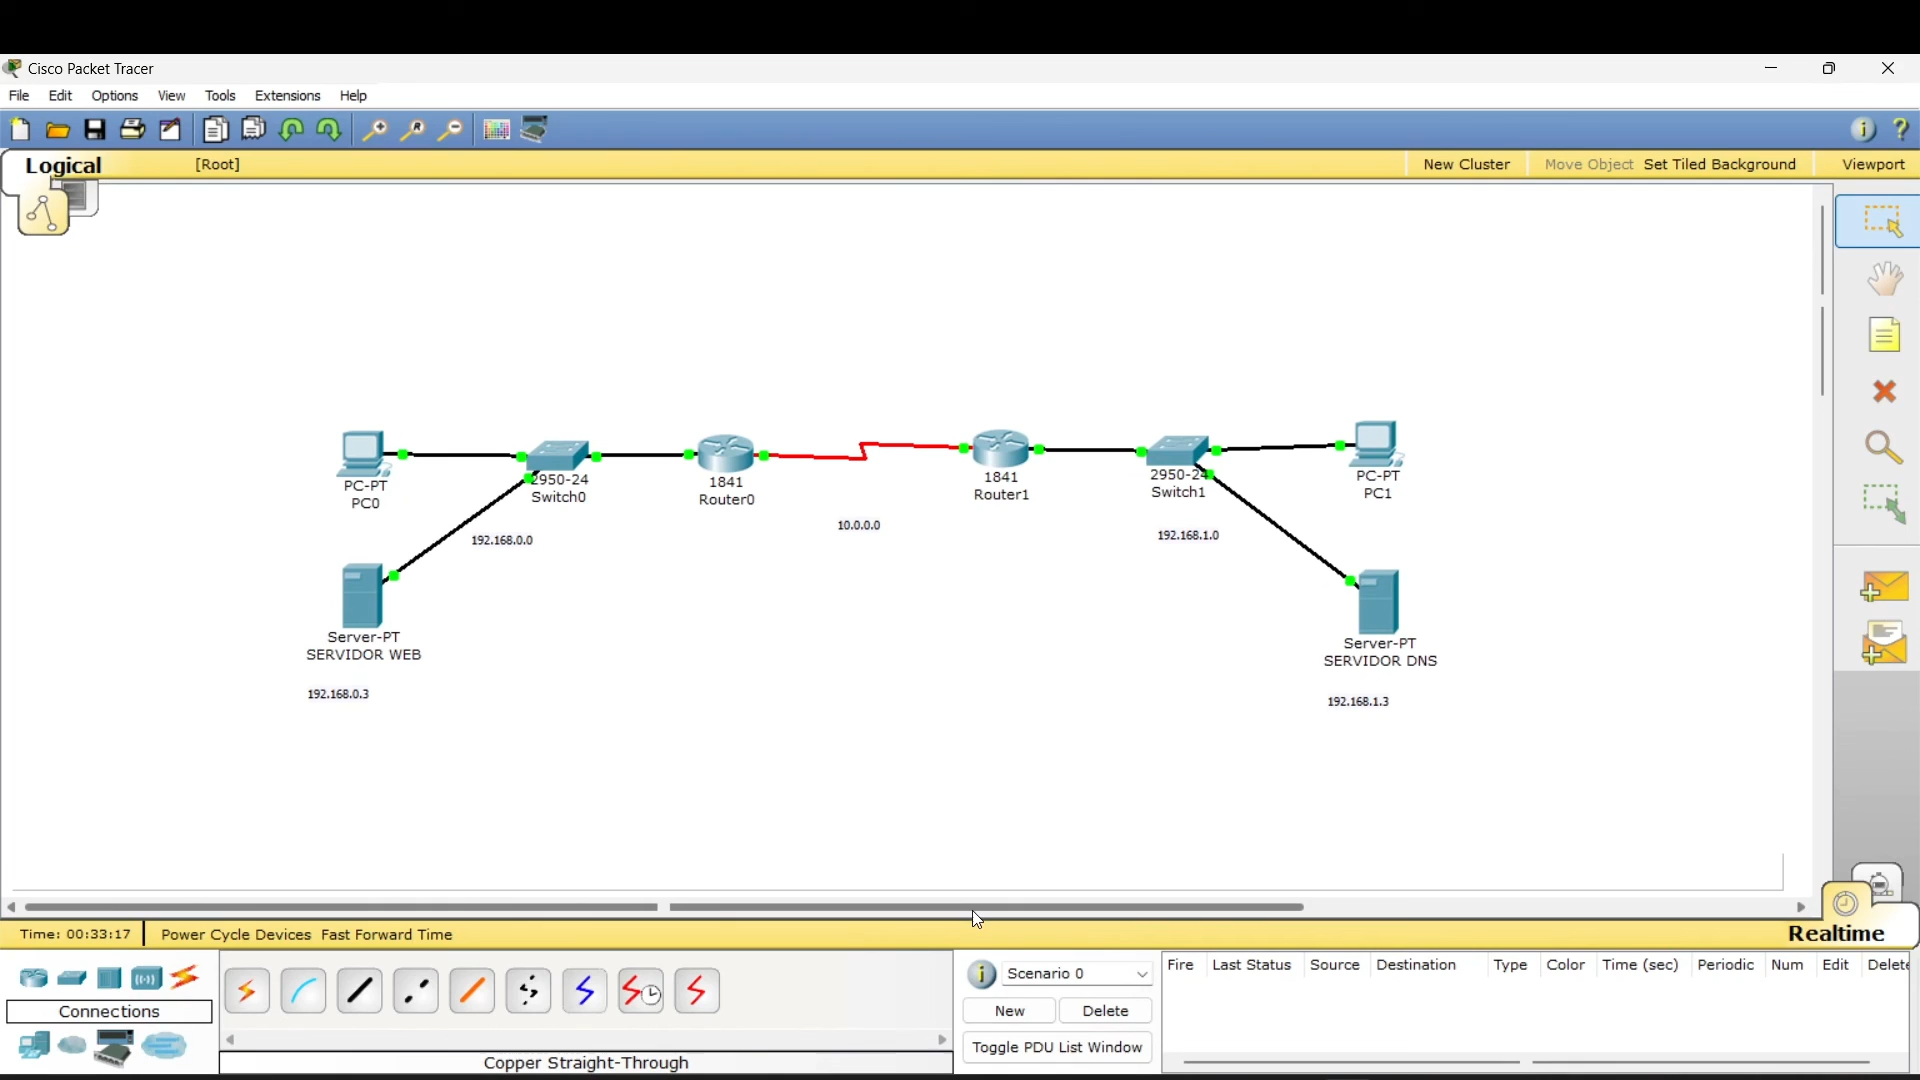 Cisco Packet Tracer
File Edit Options View Tools Extensions Help
Logical [Root] New Cluster Move Object Set Tiled Background Viewport
PC-PT
PC0
2950-24
Switch0
1841
Router0
1841
Router1
2950-24
Switch1
PC-PT
PC1
192.168.0.0
10.0.0.0
192.168.1.0
Server-PT
SERVIDOR WEB
192.168.0.3
Server-PT
SERVIDOR DNS
192.168.1.3
Time: 00:33:17 Power Cycle Devices Fast Forward Time Realtime
Connections
Copper Straight-Through
Scenario 0
New Delete
Toggle PDU List Window
Fire Last Status Source Destination Type Color Time (sec) Periodic Num Edit Delete